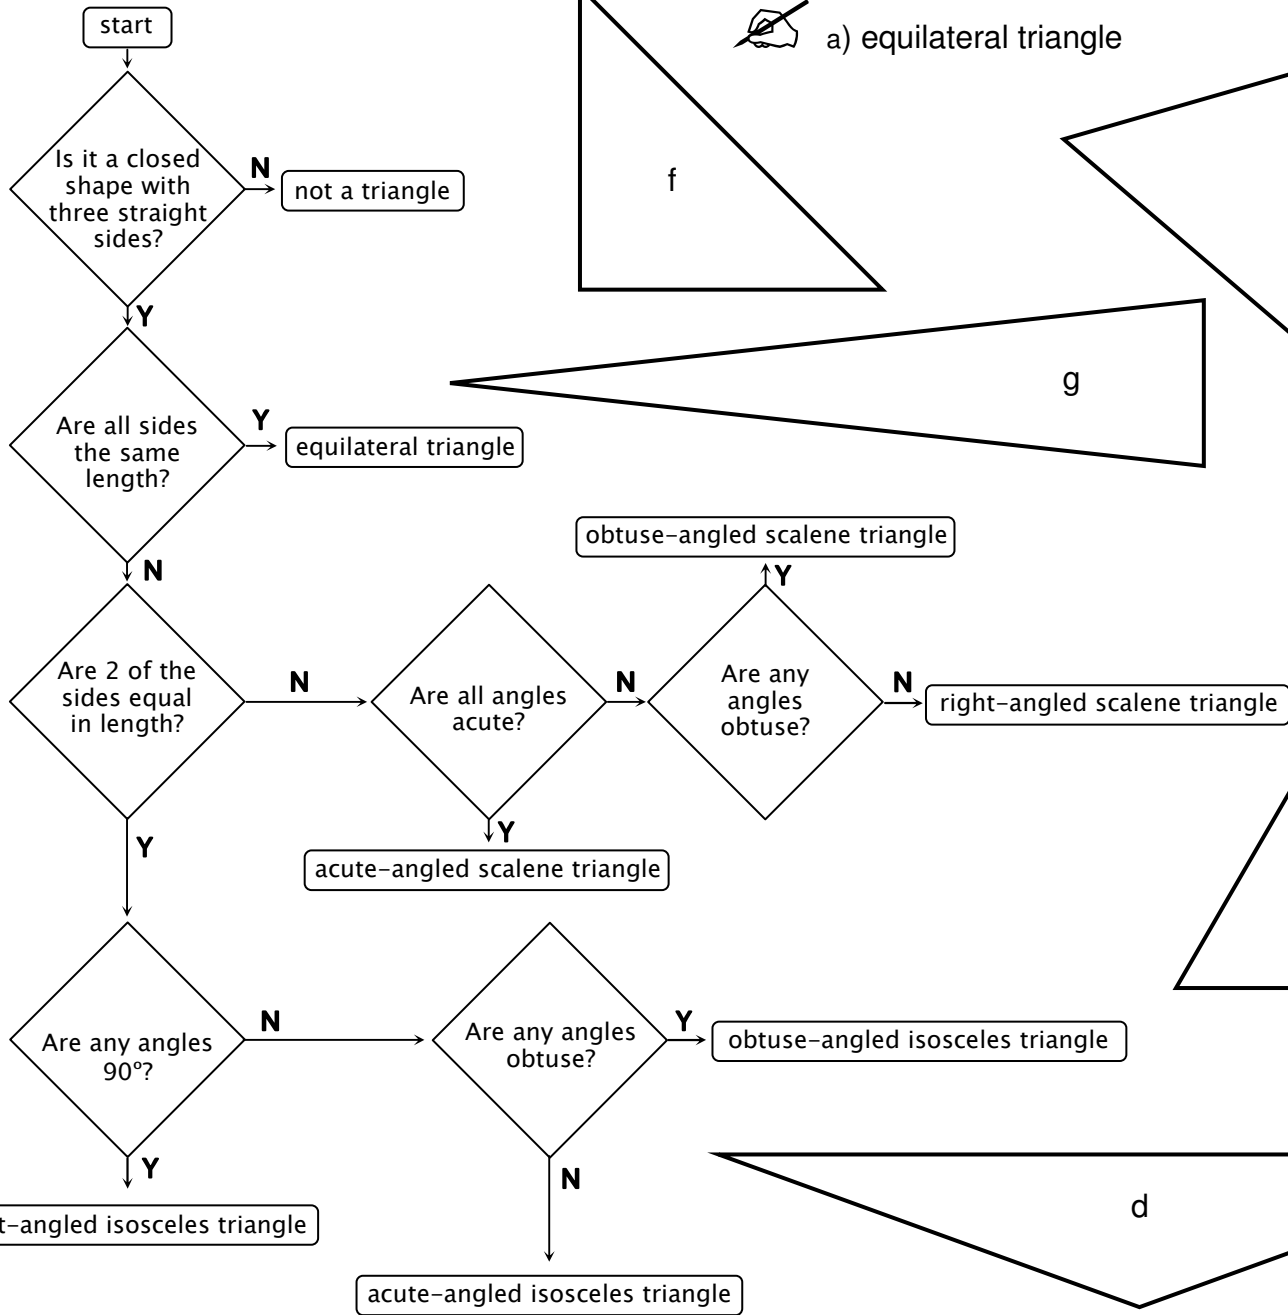 start
a) equilateral triangle
Is it a closed
shape with
three straight
sides?
N
not a triangle
f
Y
g
Are all sides
the same
length?
Y
equilateral triangle
N
obtuse-angled scalene triangle
Y
Are 2 of the
sides equal
in length?
N
Are all angles
acute?
N
Are any
angles
obtuse?
N
right-angled scalene triangle
Y
acute-angled scalene triangle
Y
Are any angles
90º?
N
Are any angles
obtuse?
Y
obtuse-angled isosceles triangle
Y
t-angled isosceles triangle
N
acute-angled isosceles triangle
d